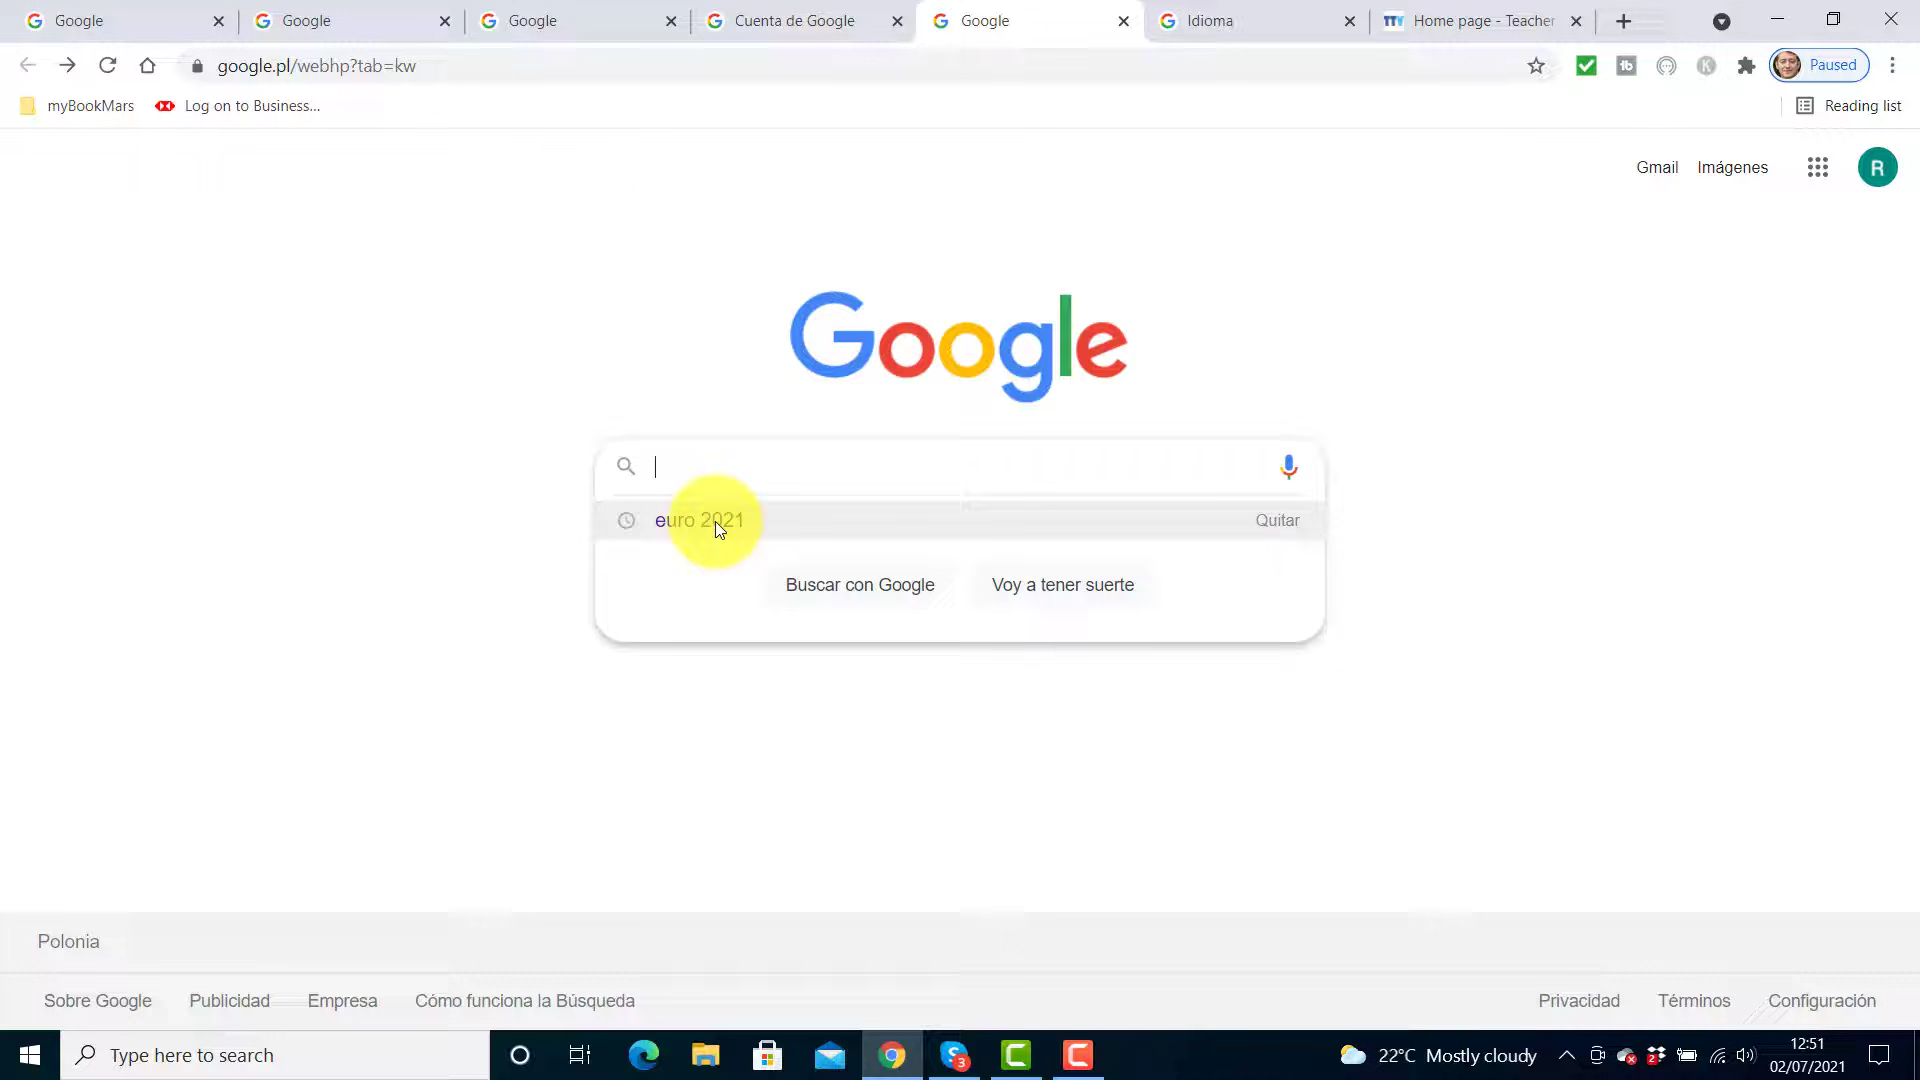 Google
Google
Google
Cuenta de Google
Google
Idioma
Home page - Teacher
google.pl/webhp?tab=kw
Paused
myBookMars
Log on to Business...
Reading list
Gmail
Imágenes
R
Google
euro 2021
Quitar
Buscar con Google
Voy a tener suerte
Polonia
Sobre Google
Publicidad
Empresa
Cómo funciona la Búsqueda
Privacidad
Términos
Configuración
Type here to search
22°C Mostly cloudy
12:51
02/07/2021